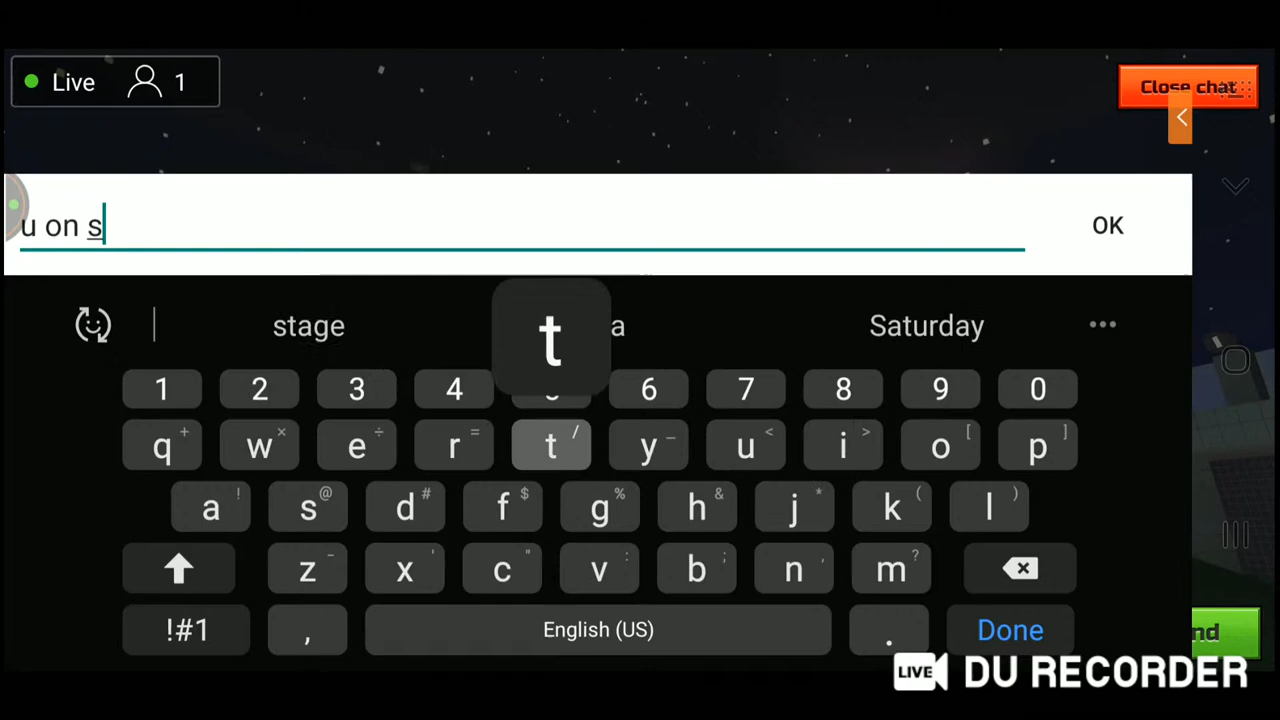 Live 1
Close chat
u on s
OK
stage
t
a
Saturday
1 2 3 4 6 7 8 9 0
q + w × e ÷ r = t / y _ u < i > o [ p ]
a ! s @ d # f $ g % h & j * k ( l )
z - x ' c " v : b ; n , m ?
!#1 , English (US) . Done
nd
LIVE DU RECORDER